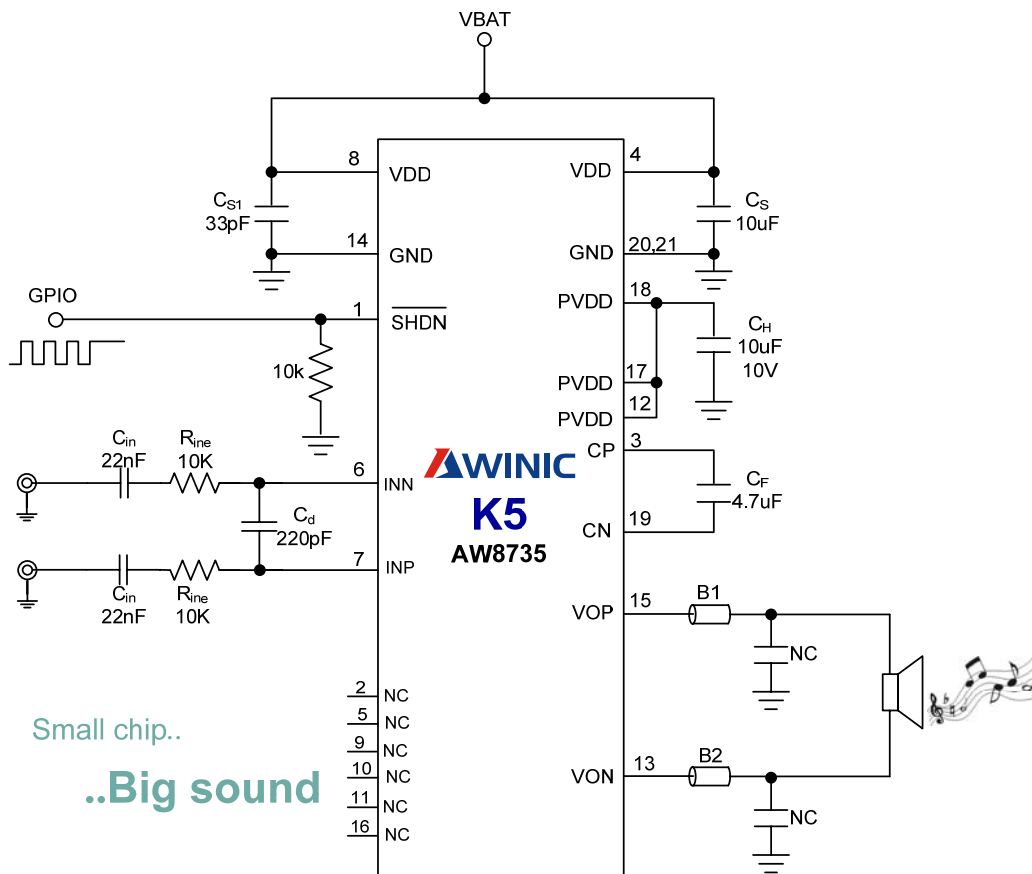 VBAT
8
VDD
VDD
4
CS1
33pF
CS
10uF
14
GND
GND
20,21
GPIO
1
SHDN
PVDD
18
10k
CH
10uF
10V
PVDD
17
PVDD
12
Cin
22nF
Rine
10K
6
INN
AWINIC
CP
3
K5
AW8735
Cd
220pF
CF
4.7uF
CN
19
7
INP
Cin
22nF
Rine
10K
VOP
15
B1
NC
2
NC
5
NC
9
NC
10
NC
11
NC
16
NC
Small chip..
..Big sound
VON
13
B2
NC